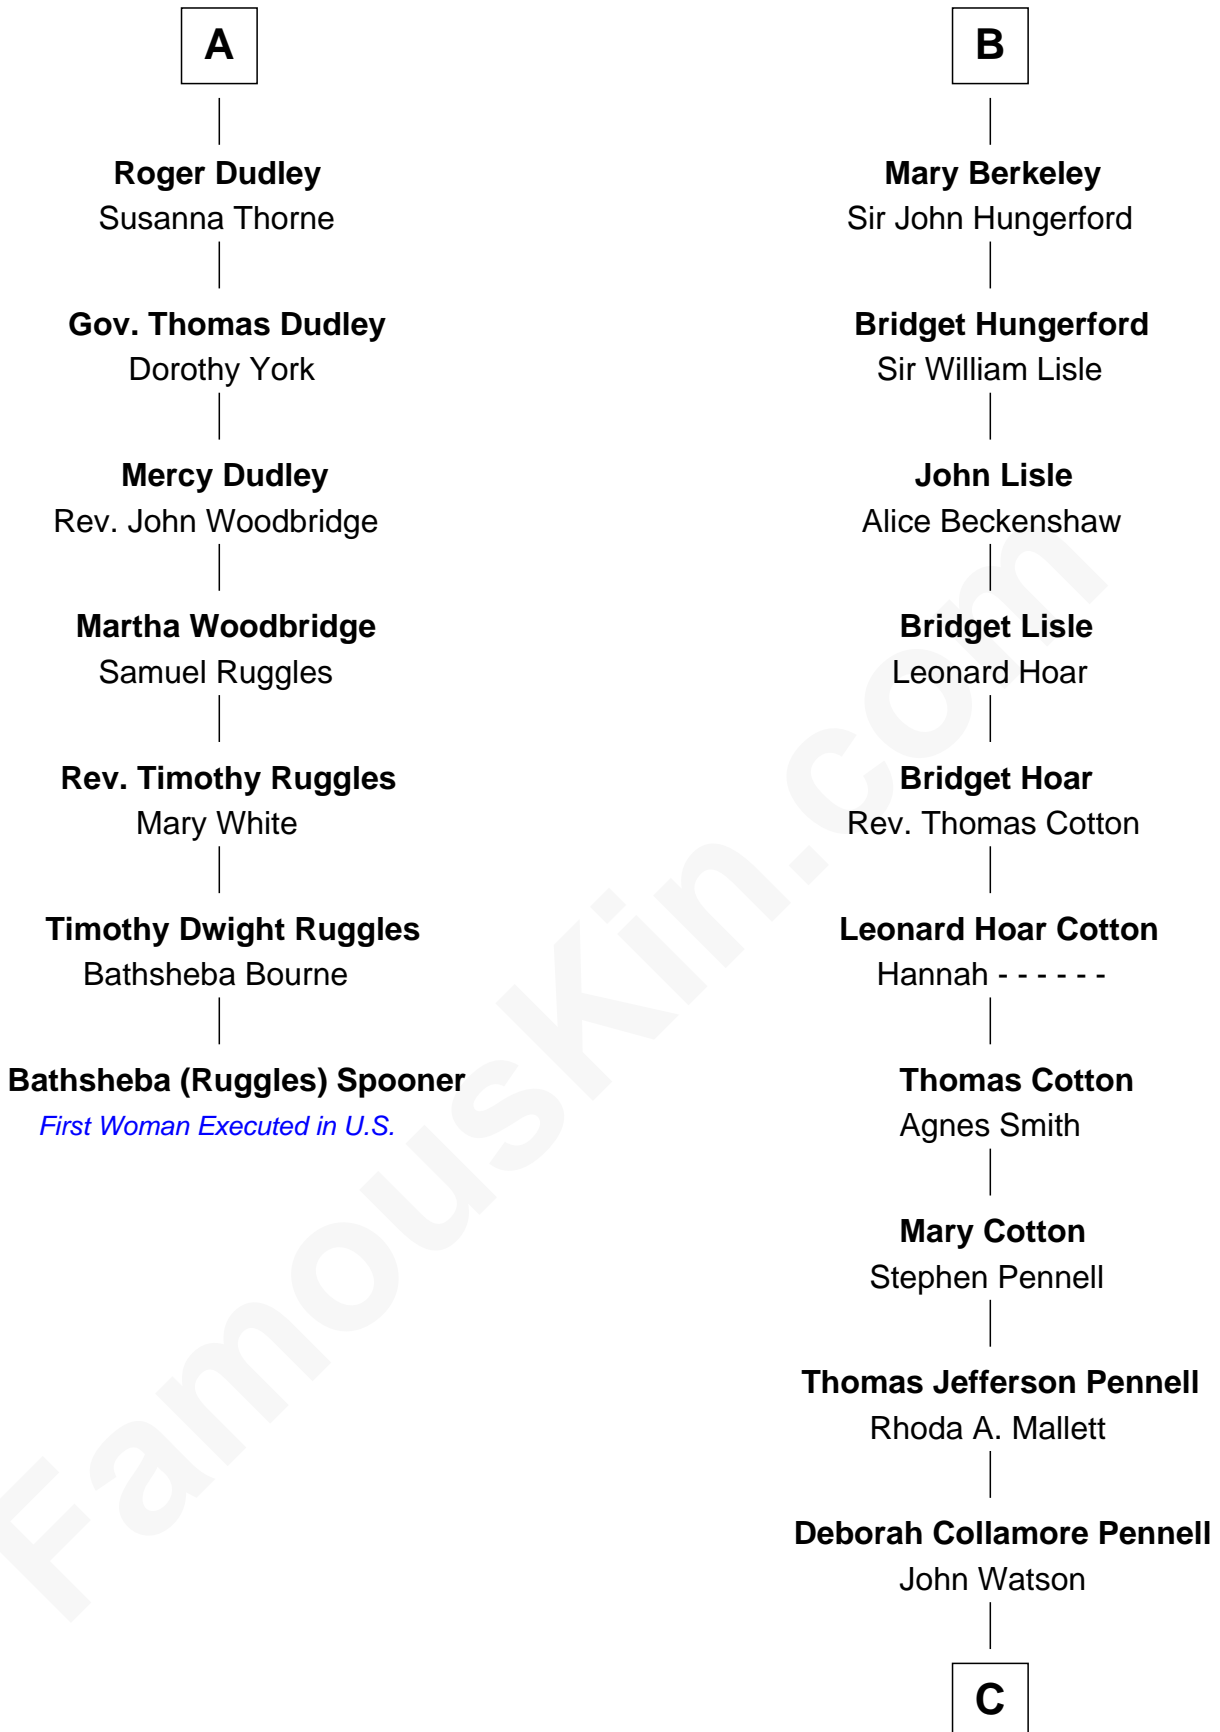 A
Roger Dudley
Susanna Thorne
Gov. Thomas Dudley
Dorothy York
Mercy Dudley
Rev. John Woodbridge
Martha Woodbridge
Samuel Ruggles
Rev. Timothy Ruggles
Mary White
Timothy Dwight Ruggles
Bathsheba Bourne
Bathsheba (Ruggles) Spooner
First Woman Executed in U.S.
B
Mary Berkeley
Sir John Hungerford
Bridget Hungerford
Sir William Lisle
John Lisle
Alice Beckenshaw
Bridget Lisle
Leonard Hoar
Bridget Hoar
Rev. Thomas Cotton
Leonard Hoar Cotton
Hannah - - - - - -
Thomas Cotton
Agnes Smith
Mary Cotton
Stephen Pennell
Thomas Jefferson Pennell
Rhoda A. Mallett
Deborah Collamore Pennell
John Watson
C
FamousKin.com